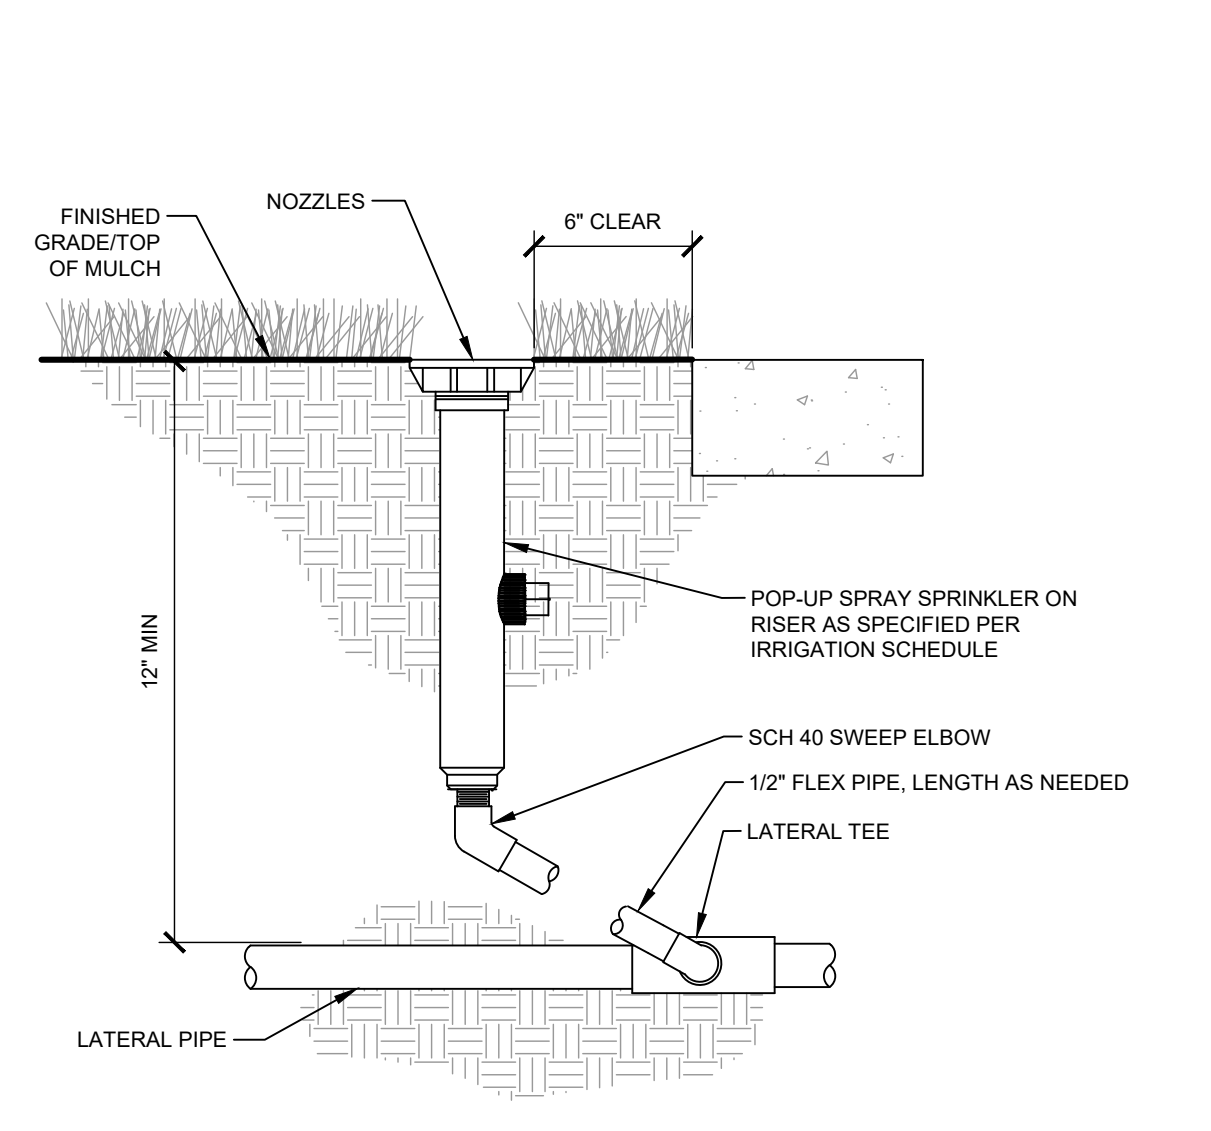 NOZZLES
6" CLEAR
FINISHED
GRADE/TOP
OF MULCH
12" MIN
POP-UP SPRAY SPRINKLER ON
RISER AS SPECIFIED PER
IRRIGATION SCHEDULE
SCH 40 SWEEP ELBOW
1/2" FLEX PIPE, LENGTH AS NEEDED
LATERAL TEE
LATERAL PIPE